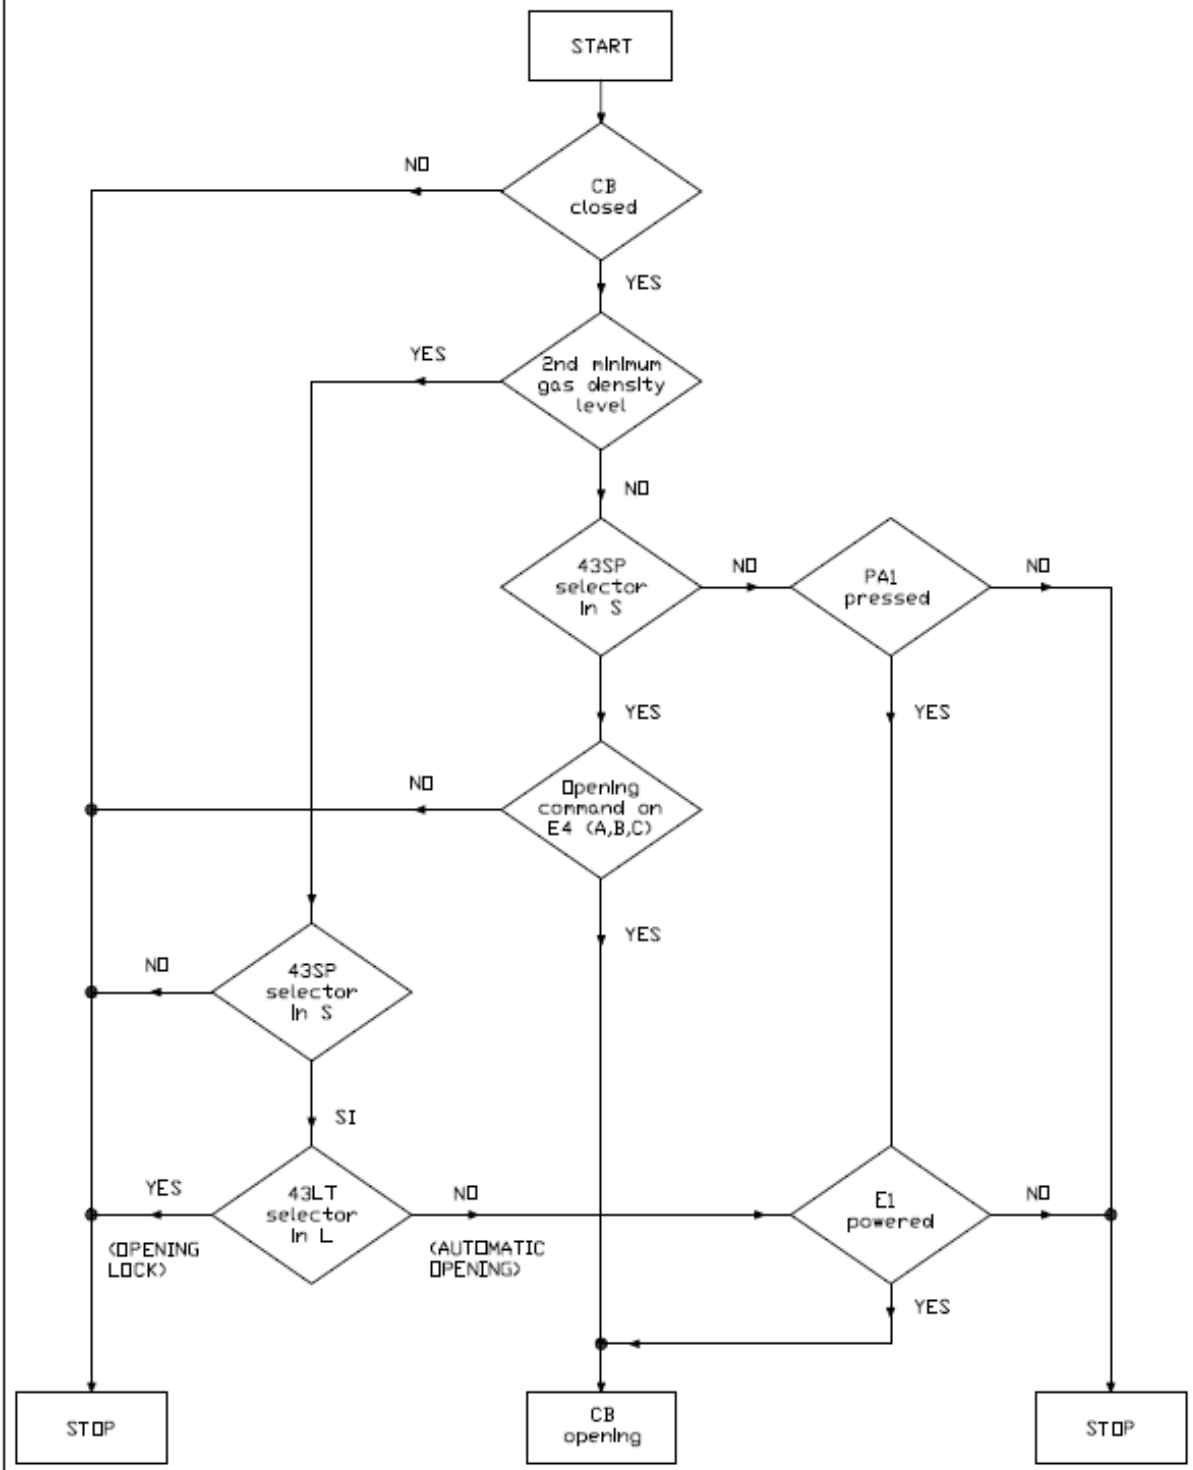 START
NO
CB
closed
YES
YES
2nd minimum
gas density
level
NO
43SP
selector
in S
NO
PA1
pressed
NO
YES
YES
NO
Opening
command on
E4 (A,B,C)
YES
NO
43SP
selector
in S
SI
YES
43LT
selector
in L
NO
E1
powered
NO
(OPENING
LOCK)
(AUTOMATIC
OPENING)
YES
STOP
CB
opening
STOP